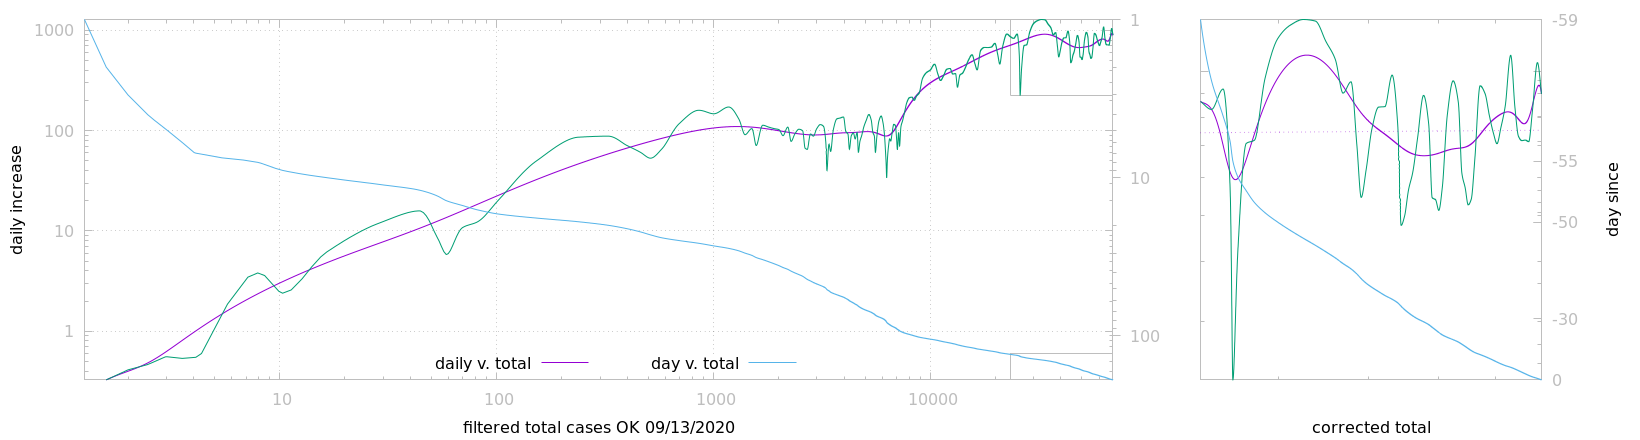 1000
100
10
1
daily increase
10
100
1000
10000
filtered total cases OK 09/13/2020
daily v. total
day v. total
1
10
100
corrected total
-59
-55
-50
-30
0
day since